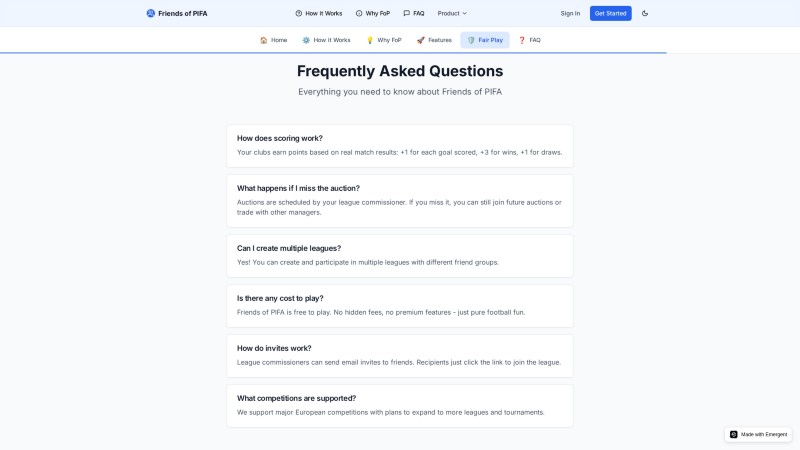 Friends of PIFA
How it Works
Why FoP
FAQ
Product
Sign In
Get Started
Home
How it Works
Why FoP
Features
Fair Play
FAQ
Frequently Asked Questions
Everything you need to know about Friends of PIFA
How does scoring work?
Your clubs earn points based on real match results: +1 for each goal scored, +3 for wins, +1 for draws.
What happens if I miss the auction?
Auctions are scheduled by your league commissioner. If you miss it, you can still join future auctions or
trade with other managers.
Can I create multiple leagues?
Yes! You can create and participate in multiple leagues with different friend groups.
Is there any cost to play?
Friends of PIFA is free to play. No hidden fees, no premium features - just pure football fun.
How do invites work?
League commissioners can send email invites to friends. Recipients just click the link to join the league.
What competitions are supported?
We support major European competitions with plans to expand to more leagues and tournaments.
Made with Emergent